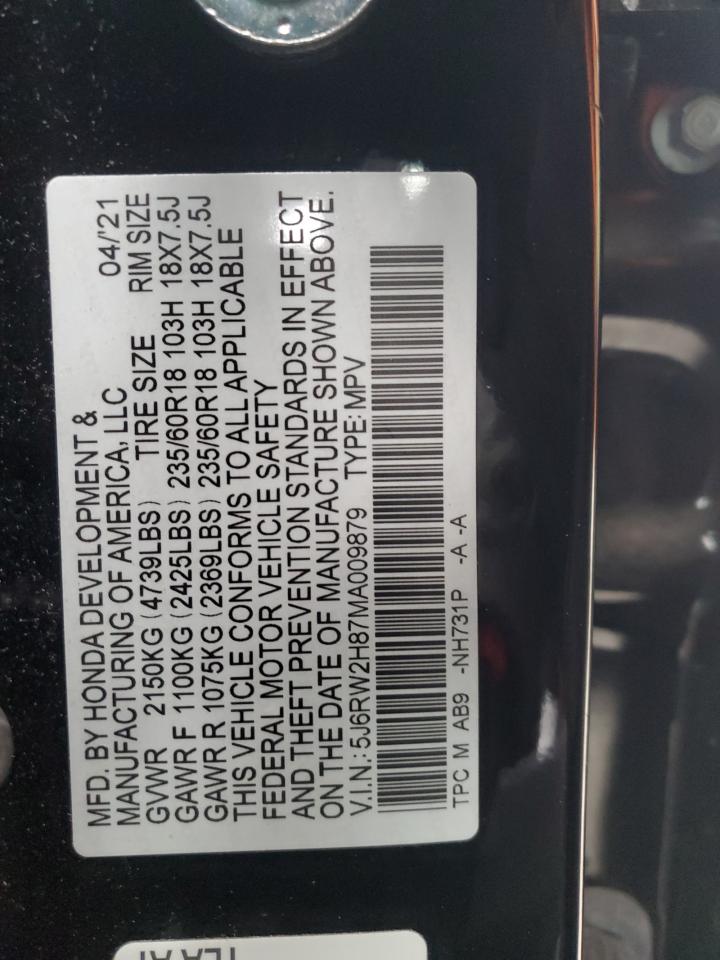 MFD. BY HONDA DEVELOPMENT &
MANUFACTURING OF AMERICA, LLC 04/'21
GVWR 2150KG (4739LBS) TIRE SIZE RIM SIZE
GAWR F 1100KG (2425LBS) 235/60R18 103H 18X7.5J
GAWR R 1075KG (2369LBS) 235/60R18 103H 18X7.5J
THIS VEHICLE CONFORMS TO ALL APPLICABLE
FEDERAL MOTOR VEHICLE SAFETY
AND THEFT PREVENTION STANDARDS IN EFFECT
ON THE DATE OF MANUFACTURE SHOWN ABOVE.
V.I.N.: 5J6RW2H87MA009879 TYPE: MPV
TPC M AB9 -NH731P -A -A